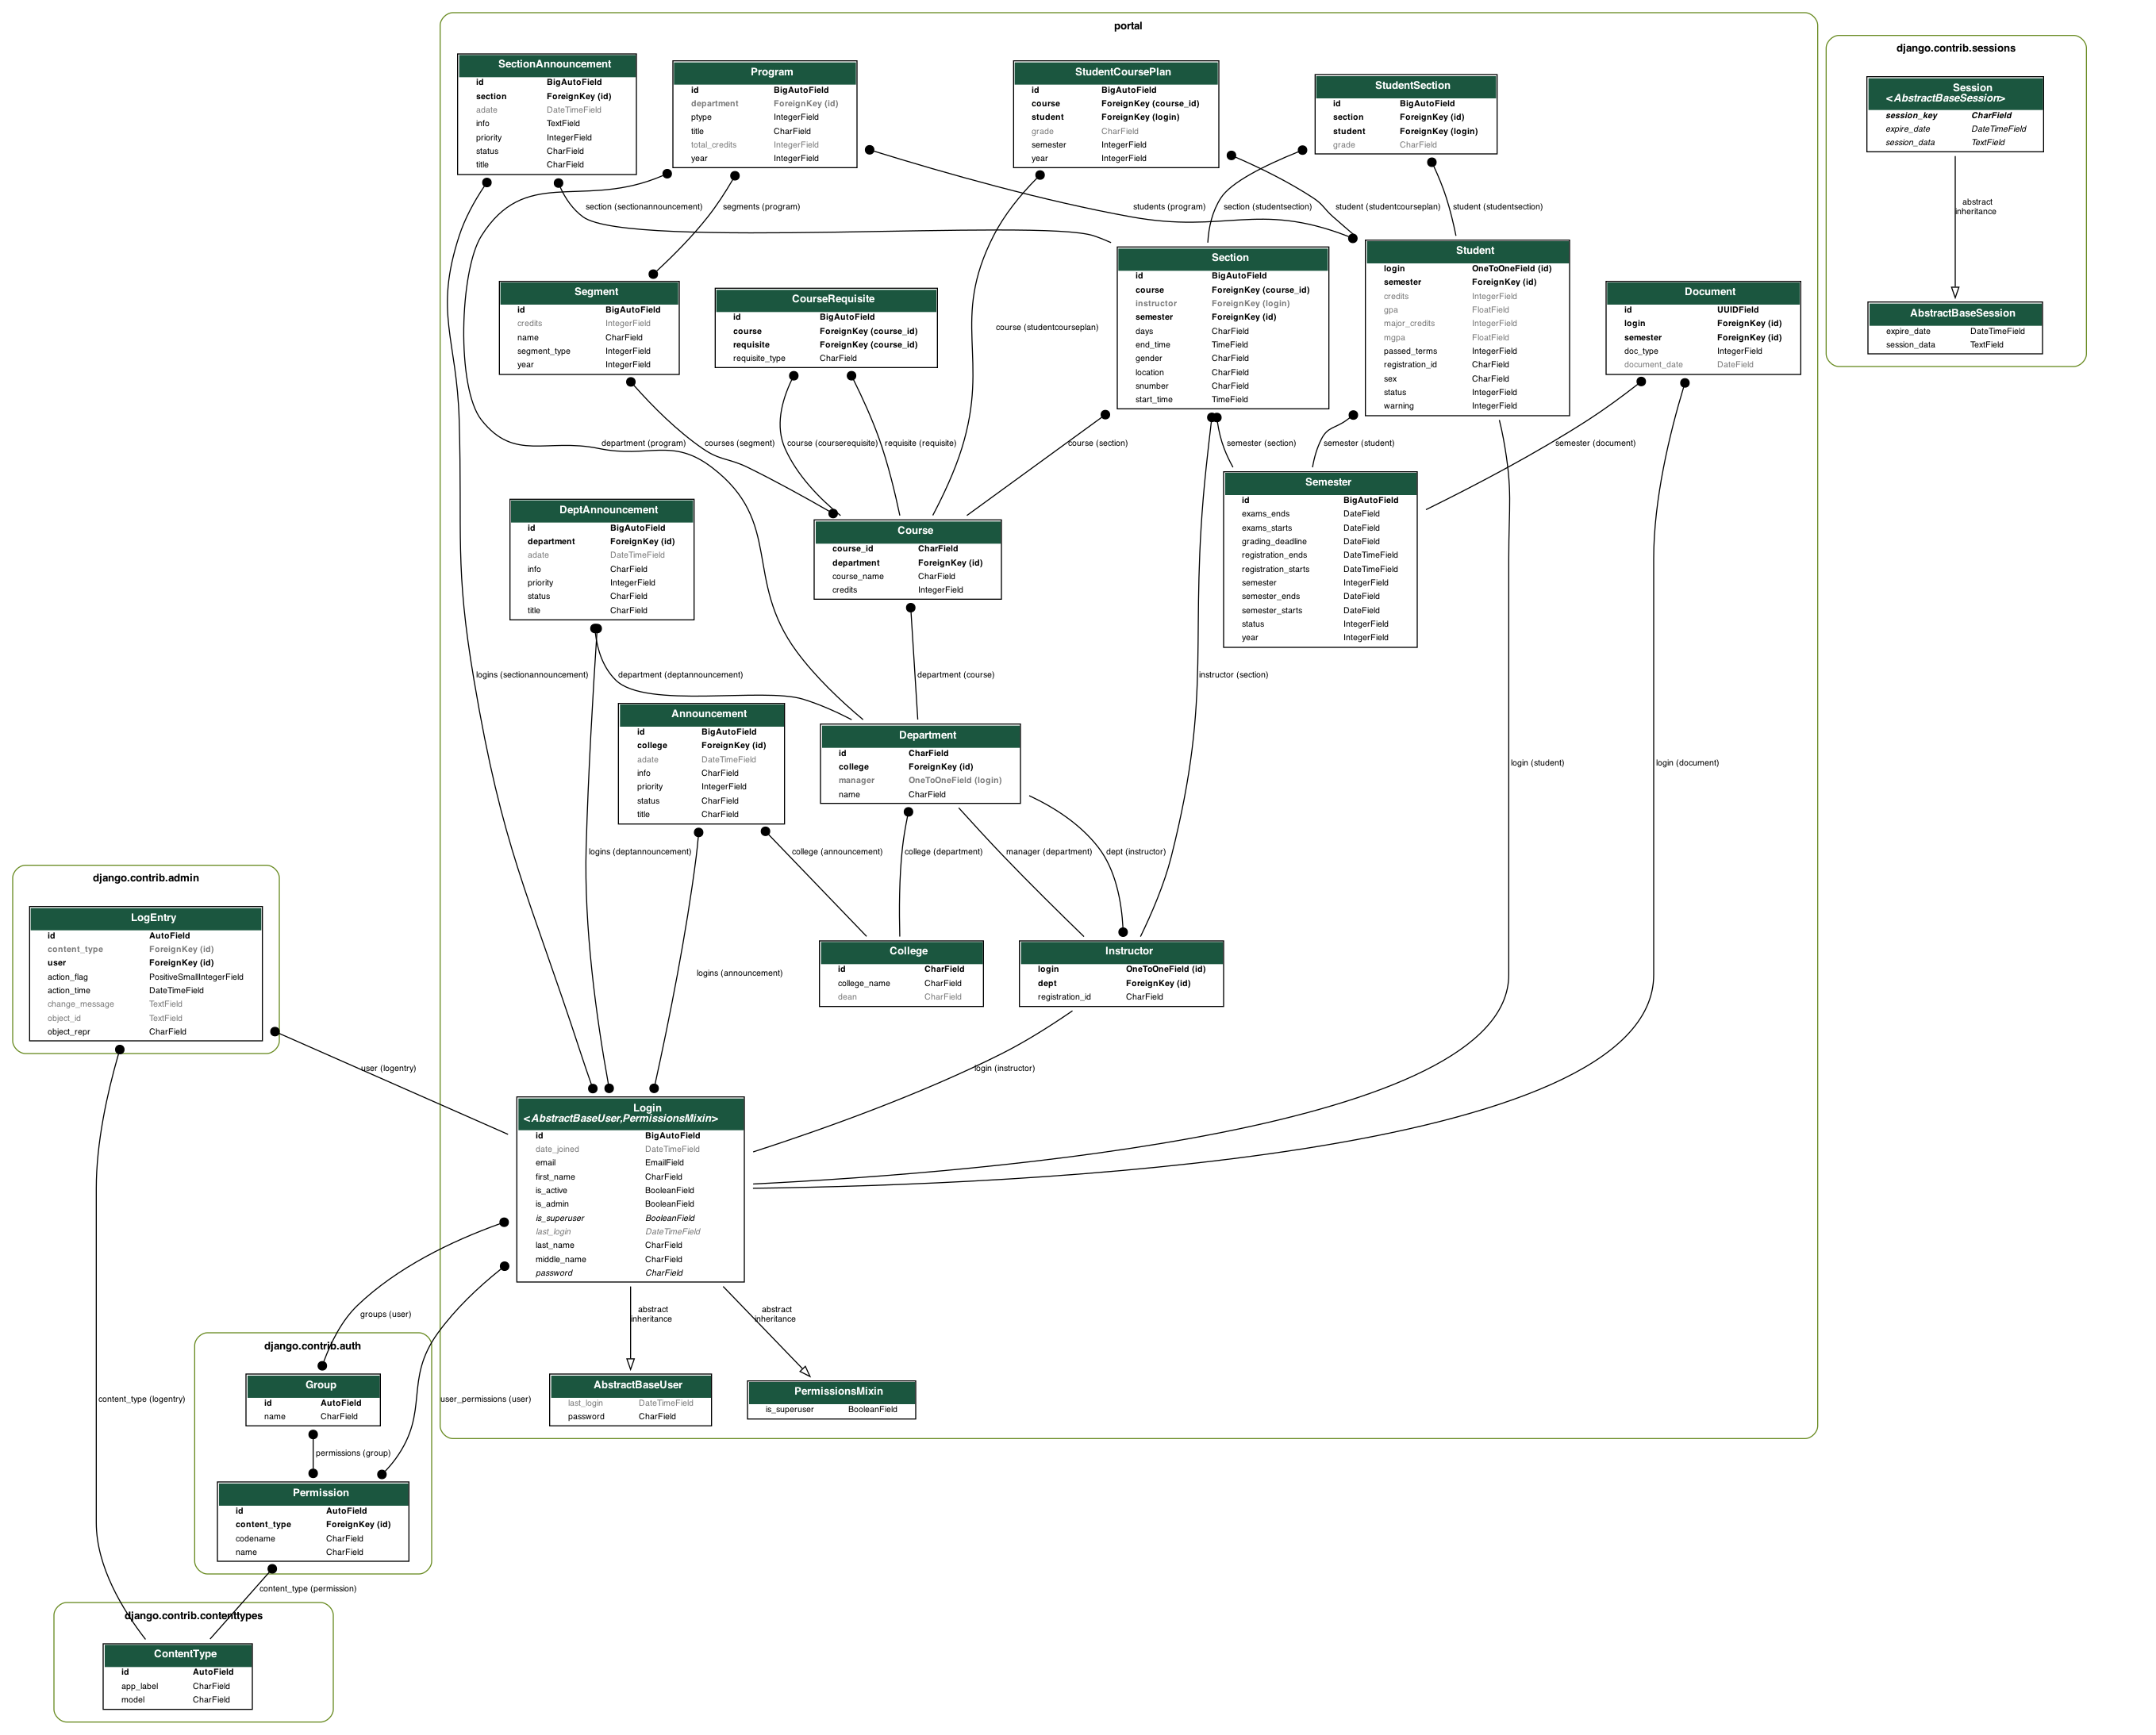 portal
SectionAnnouncement
id BigAutoField
section ForeignKey (id)
adate DateTimeField
info TextField
priority IntegerField
status CharField
title CharField
Program
id BigAutoField
department ForeignKey (id)
ptype IntegerField
title CharField
total_credits IntegerField
year IntegerField
StudentCoursePlan
id BigAutoField
course ForeignKey (course_id)
student ForeignKey (login)
grade CharField
semester IntegerField
year IntegerField
StudentSection
id BigAutoField
section ForeignKey (id)
student ForeignKey (login)
grade CharField
django.contrib.sessions
Session
<AbstractBaseSession>
session_key CharField
expire_date DateTimeField
session_data TextField
abstract
inheritance
AbstractBaseSession
expire_date DateTimeField
session_data TextField
section (sectionannouncement)
segments (program)
students (program)
section (studentsection)
student (studentcourseplan)
student (studentsection)
Segment
id BigAutoField
credits IntegerField
name CharField
segment_type IntegerField
year IntegerField
CourseRequisite
id BigAutoField
course ForeignKey (course_id)
requisite ForeignKey (course_id)
requisite_type CharField
course (studentcourseplan)
Section
id BigAutoField
course ForeignKey (course_id)
instructor ForeignKey (login)
semester ForeignKey (id)
days CharField
end_time TimeField
gender CharField
location CharField
snumber CharField
start_time TimeField
Student
login OneToOneField (id)
semester ForeignKey (id)
credits IntegerField
gpa FloatField
major_credits IntegerField
mgpa FloatField
passed_terms IntegerField
registration_id CharField
sex CharField
status IntegerField
warning IntegerField
Document
id UUIDField
login ForeignKey (id)
semester ForeignKey (id)
doc_type IntegerField
document_date DateField
department (program)
courses (segment)
course (courserequisite)
requisite (requisite)
course (section)
semester (section)
semester (student)
semester (document)
DeptAnnouncement
id BigAutoField
department ForeignKey (id)
adate DateTimeField
info CharField
priority IntegerField
status CharField
title CharField
Course
course_id CharField
department ForeignKey (id)
course_name CharField
credits IntegerField
Semester
id BigAutoField
exams_ends DateField
exams_starts DateField
grading_deadline DateField
registration_ends DateTimeField
registration_starts DateTimeField
semester IntegerField
semester_ends DateField
semester_starts DateField
status IntegerField
year IntegerField
logins (sectionannouncement)
department (deptannouncement)
department (course)
instructor (section)
Announcement
id BigAutoField
college ForeignKey (id)
adate DateTimeField
info CharField
priority IntegerField
status CharField
title CharField
Department
id CharField
college ForeignKey (id)
manager OneToOneField (login)
name CharField
login (student)
login (document)
logins (deptannouncement)
college (announcement)
college (department)
manager (department)
dept (instructor)
django.contrib.admin
LogEntry
id AutoField
content_type ForeignKey (id)
user ForeignKey (id)
action_flag PositiveSmallIntegerField
action_time DateTimeField
change_message TextField
object_id TextField
object_repr CharField
logins (announcement)
College
id CharField
college_name CharField
dean CharField
Instructor
login OneToOneField (id)
dept ForeignKey (id)
registration_id CharField
user (logentry)
login (instructor)
Login
<AbstractBaseUser,PermissionsMixin>
id BigAutoField
date_joined DateTimeField
email EmailField
first_name CharField
is_active BooleanField
is_admin BooleanField
is_superuser BooleanField
last_login DateTimeField
last_name CharField
middle_name CharField
password CharField
groups (user)
abstract
inheritance
abstract
inheritance
django.contrib.auth
Group
id AutoField
name CharField
content_type (logentry)
user_permissions (user)
AbstractBaseUser
last_login DateTimeField
password CharField
PermissionsMixin
is_superuser BooleanField
permissions (group)
Permission
id AutoField
content_type ForeignKey (id)
codename CharField
name CharField
content_type (permission)
django.contrib.contenttypes
ContentType
id AutoField
app_label CharField
model CharField